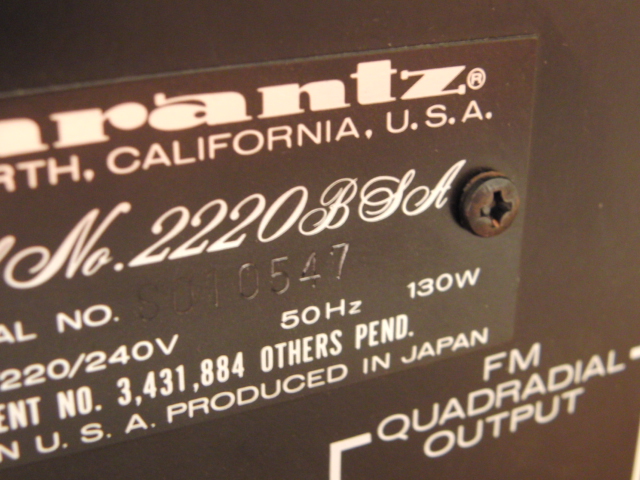 arantz®
RTH, CALIFORNIA, U.S.A.
No. 2220BSA
AL NO. SU10547
220/240V 50Hz 130W
ENT NO. 3,431,884 OTHERS PEND.
N U.S.A. PRODUCED IN JAPAN
FM
QUADRADIAL
OUTPUT